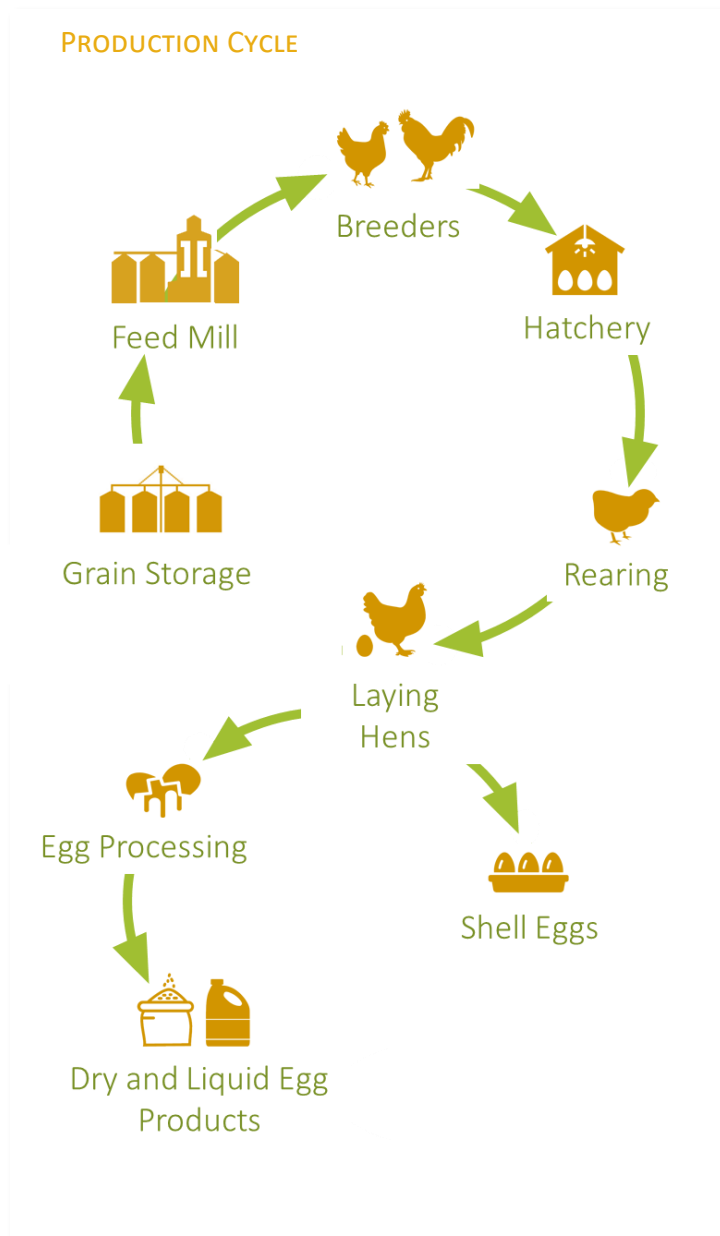 PRODUCTION CYCLE
Breeders
Hatchery
Feed Mill
Grain Storage
Rearing
Laying
Hens
Egg Processing
Shell Eggs
Dry and Liquid Egg
Products